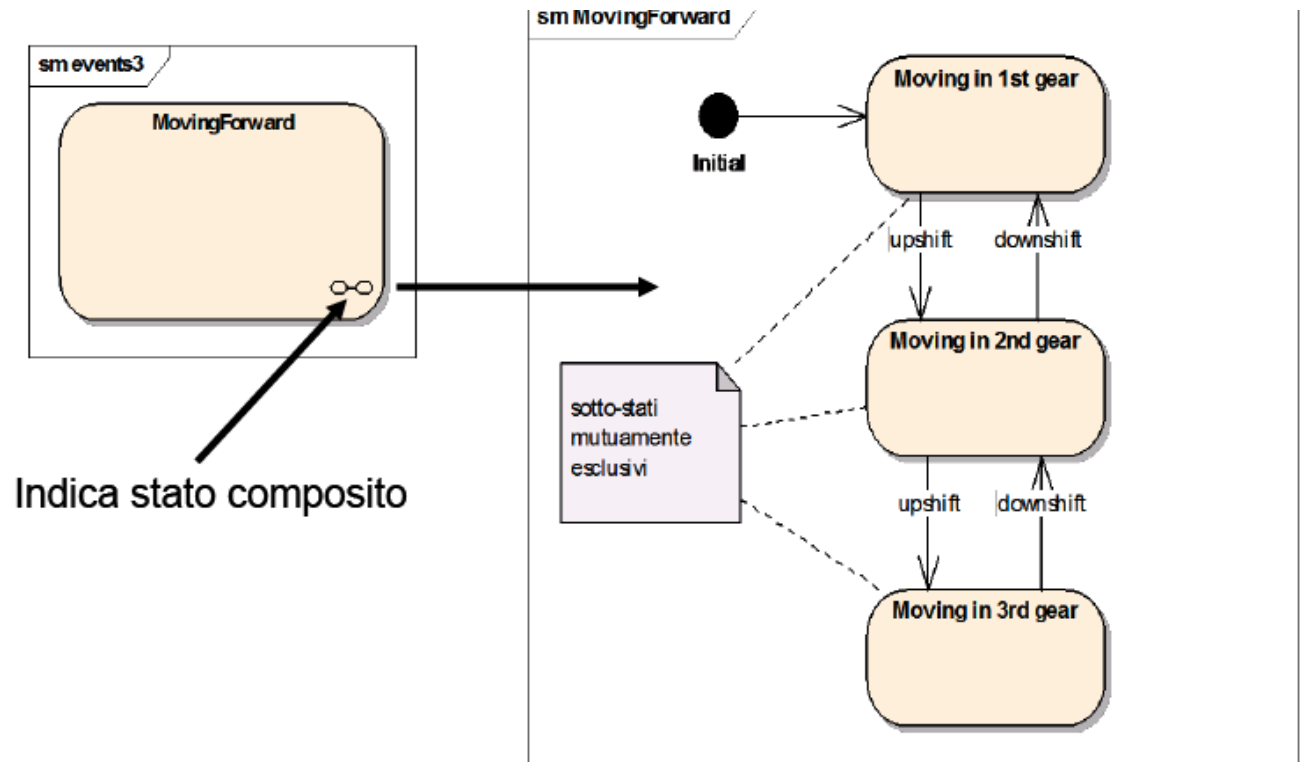 sm events3
MovingForward
Indica stato composito
sm MovingForward
Initial
Moving in 1st gear
upshift
downshift
Moving in 2nd gear
sotto-stati
mutuamente
esclusivi
upshift
downshift
Moving in 3rd gear